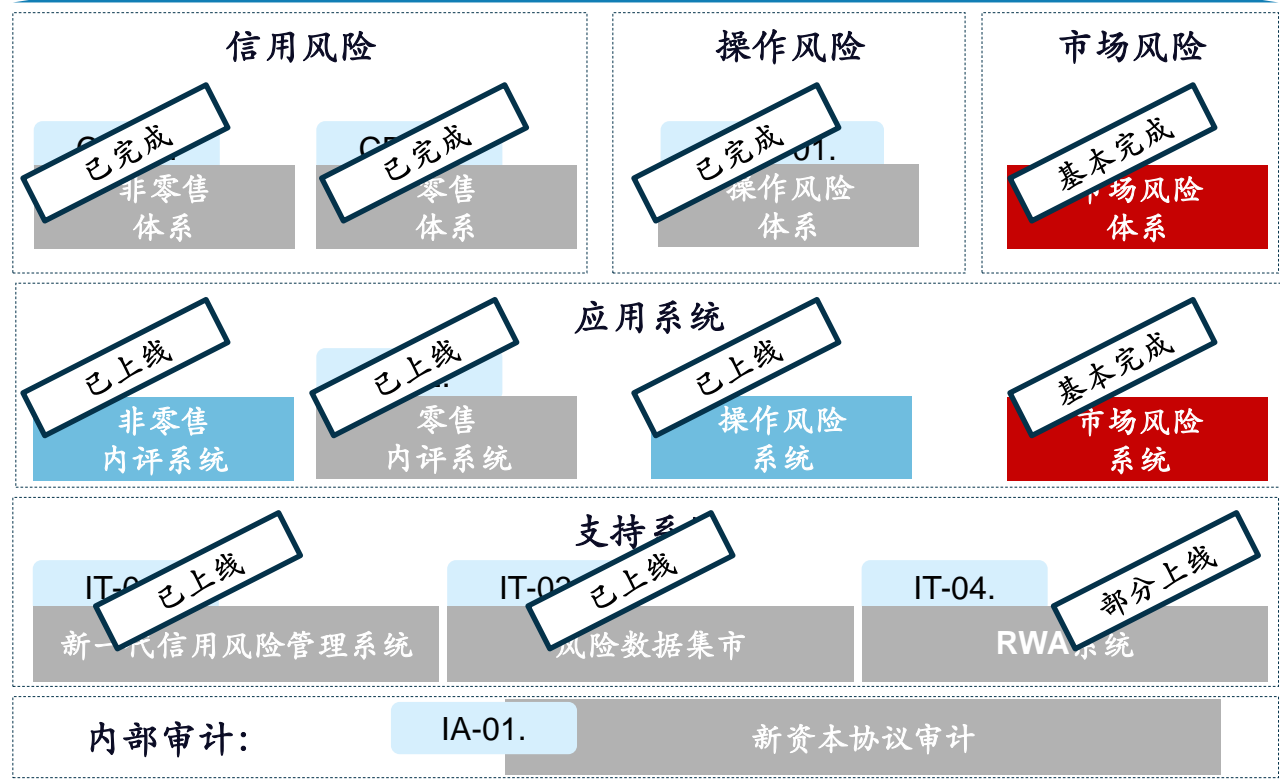 信用风险
操作风险
市场风险
已完成
已完成
已完成
基本完成
01.
非零售
体系
零售
体系
操作风险
体系
市场风险
体系
应用系统
已上线
已上线
已上线
基本完成
非零售
内评系统
零售
内评系统
操作风险
系统
市场风险
系统
支持系
已上线
已上线
部分上线
IT-0
IT-02
IT-04.
新一代信用风险管理系统
风险数据集市
RWA系统
内部审计:
IA-01.
新资本协议审计